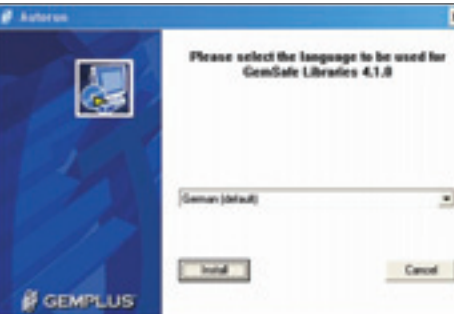 Autorun
Please select the language to be used for
GemSafe Libraries 4.1.0
German (default)
Install
Cancel
GEMPLUS